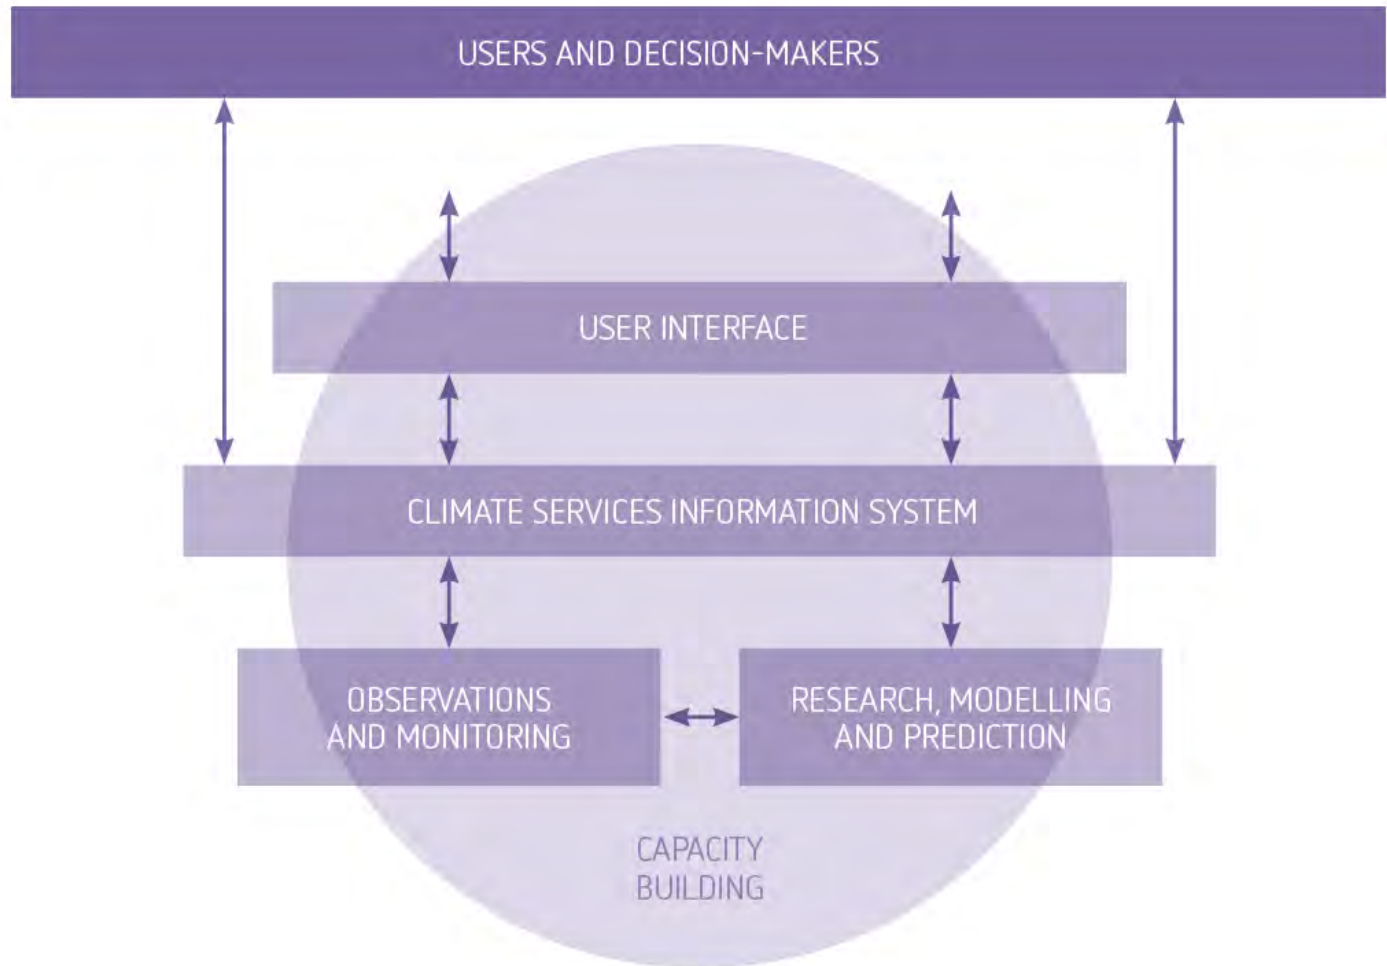 USERS AND DECISION-MAKERS
USER INTERFACE
CLIMATE SERVICES INFORMATION SYSTEM
OBSERVATIONS
AND MONITORING
RESEARCH, MODELLING
AND PREDICTION
CAPACITY
BUILDING